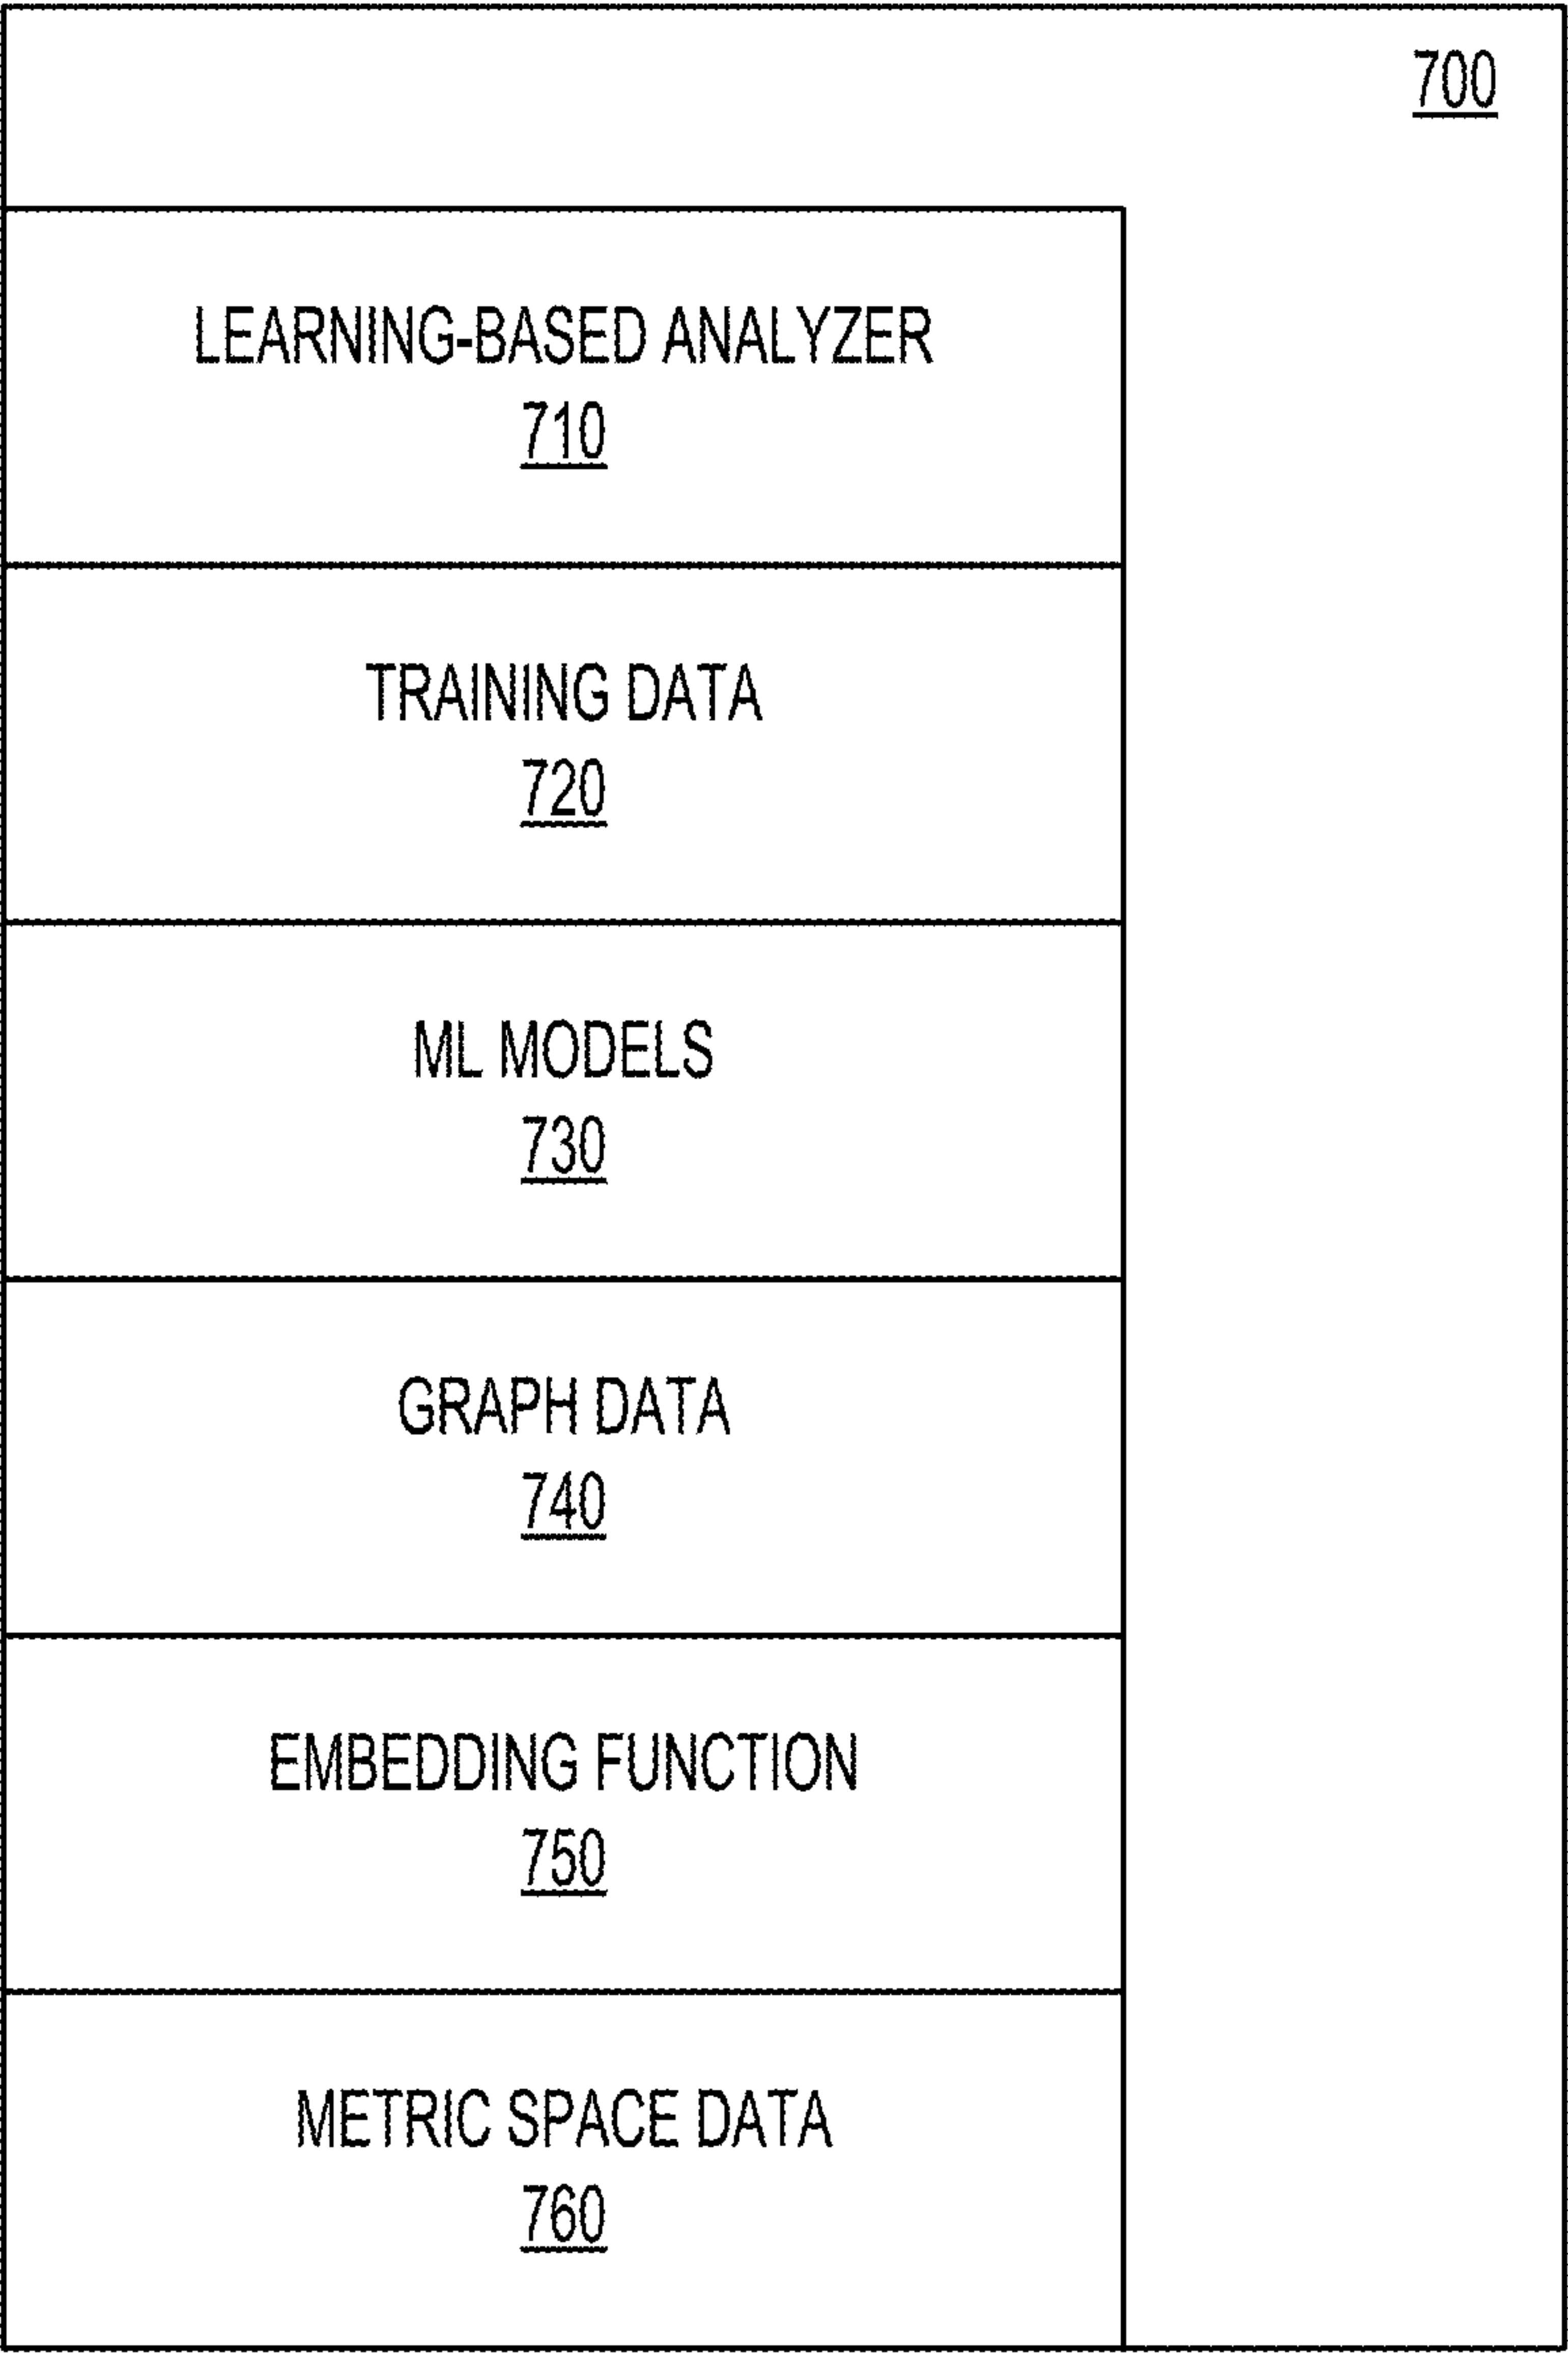 700
LEARNING-BASED ANALYZER
710
TRAINING DATA
720
ML MODELS
730
GRAPH DATA
740
EMBEDDING FUNCTION
750
METRIC SPACE DATA
760